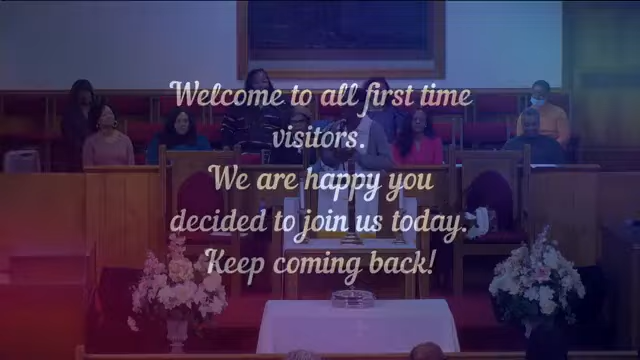 Welcome to all first time
visitors.
We are happy you
decided to join us today.
Keep coming back!